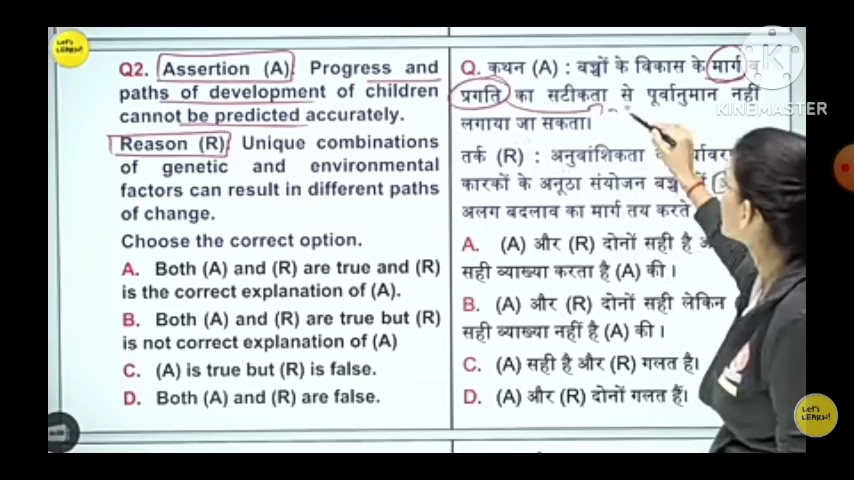 LET'S LEARN!
Q2. Assertion (A): Progress and
paths of development of children
cannot be predicted accurately.
Reason (R): Unique combinations
of genetic and environmental
factors can result in different paths
of change.
Choose the correct option.
A. Both (A) and (R) are true and (R)
is the correct explanation of (A).
B. Both (A) and (R) are true but (R)
is not correct explanation of (A)
C. (A) is true but (R) is false.
D. Both (A) and (R) are false.
Q. कथन (A) : बच्चों के विकास के मार्ग व
प्रगति का सटीकता से पूर्वानुमान नहीं
लगाया जा सकता।
तर्क (R) : अनुवांशिकता
कारकों के अनूठा संयोजन
अलग बदलाव का मार्ग तय करते
A. (A) और (R) दोनों सही है
सही व्याख्या करता है (A) की।
B. (A) और (R) दोनों सही लेकिन
सही व्याख्या नहीं है (A) की।
C. (A) सही है और (R) गलत है।
D. (A) और (R) दोनों गलत हैं।
K
KINEMASTER
LET'S LEARN!